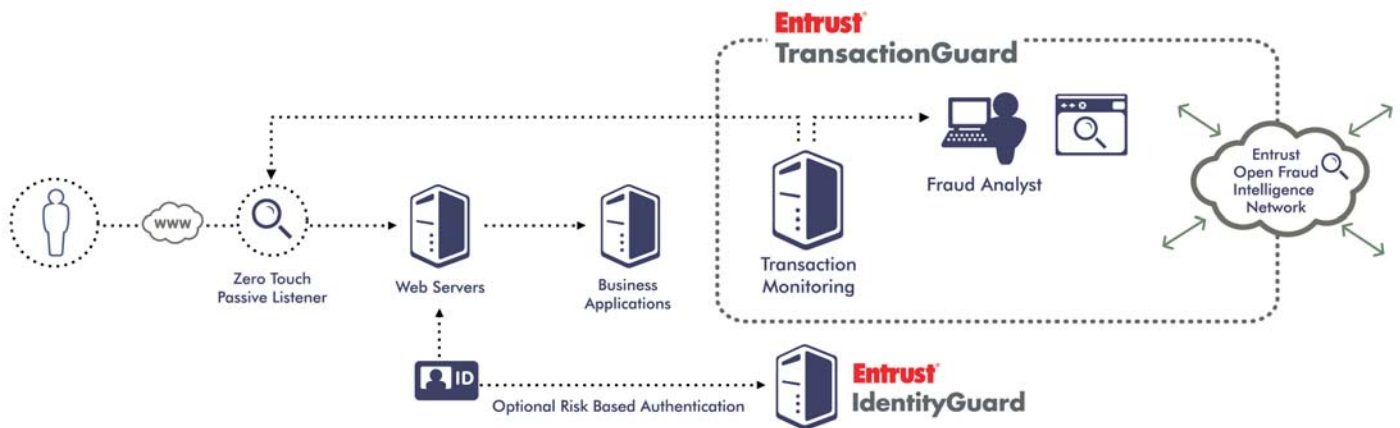 Entrust®
TransactionGuard
Fraud Analyst
Entrust
Open Fraud
Intelligence
Network
www
Zero Touch
Passive Listener
Web Servers
Business
Applications
Transaction
Monitoring
ID
Optional Risk Based Authentication
Entrust®
IdentityGuard